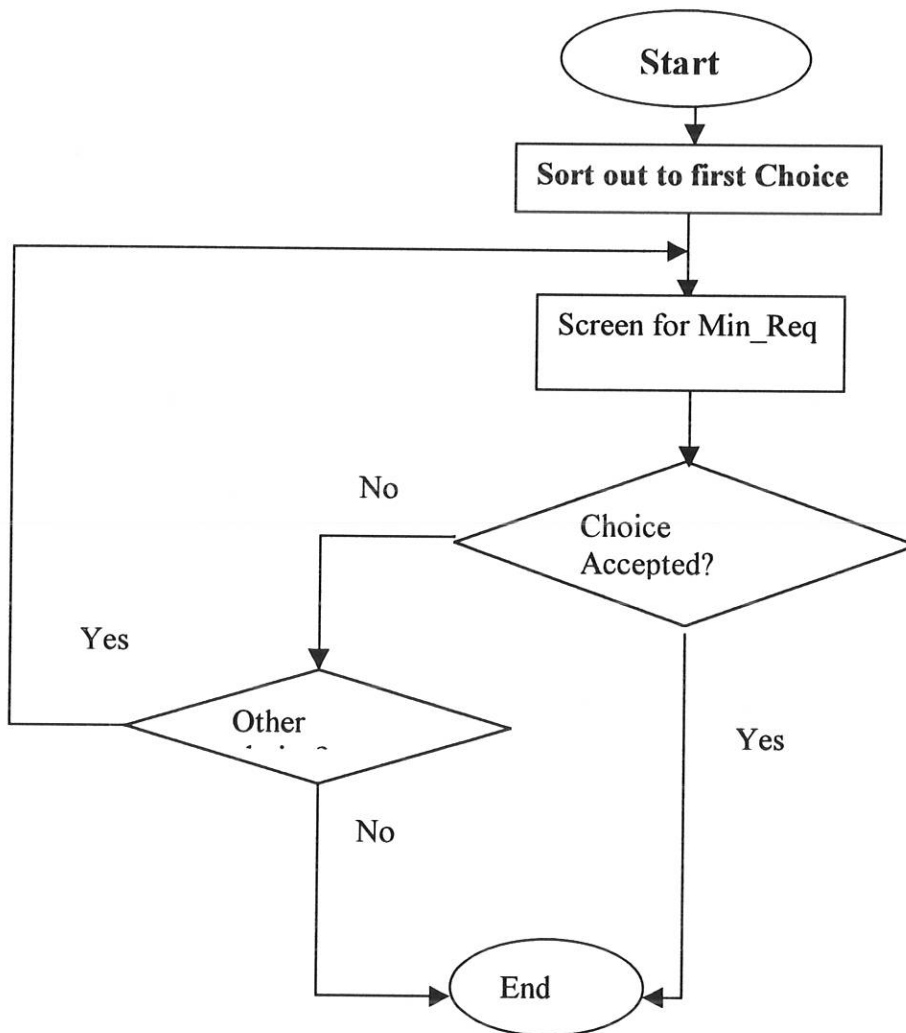 Start
Sort out to first Choice
Screen for Min_Req
No
Choice
Accepted?
Yes
Other
Yes
No
End